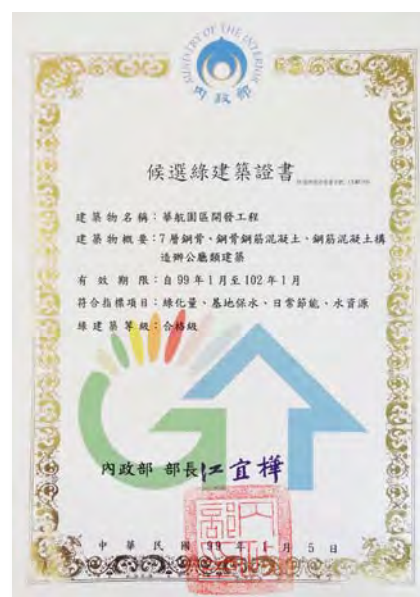 MINISTRY OF THE INTERIOR
內政部
候選綠建築證書
建築物名稱：華航園區開發工程
建築物概要：7層鋼骨、鋼骨鋼筋混凝土、鋼筋混凝土構
造辦公廳類建築
有效期限：自99年1月至102年1月
符合指標項目：綠化量、基地保水、日常節能、水資源
綠建築等級：合格級
內政部 部長 江宜樺
中華民國99年1月5日